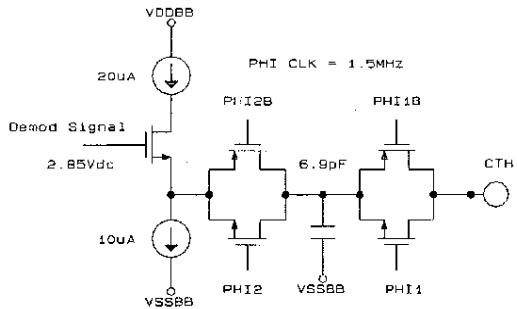 VDDBB
20uA
PHI CLK = 1.5MHz
PHI2B
PHI1B
Demod Signal
2.85Vdc
6.9pF
CTH
10uA
VSSBB
PHI2
VSSBB
PHI1